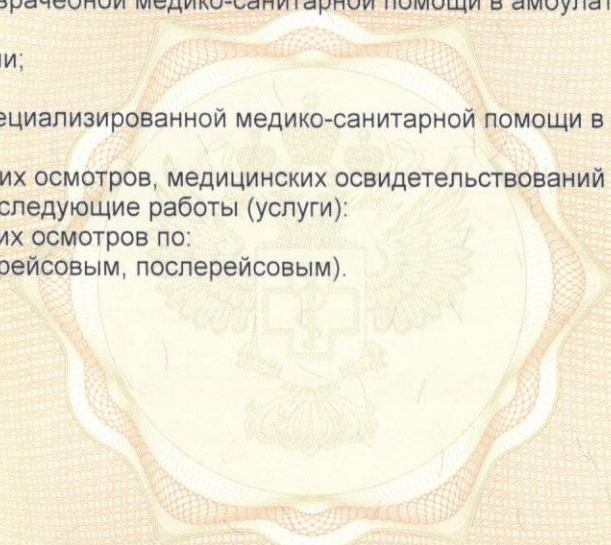 врачебной медико-санитарной помощи в амбулат
ии;
ециализированной медико-санитарной помощи в
их осмотров, медицинских освидетельствований
следующие работы (услуги):
их осмотров по:
рейсовым, послерейсовым).